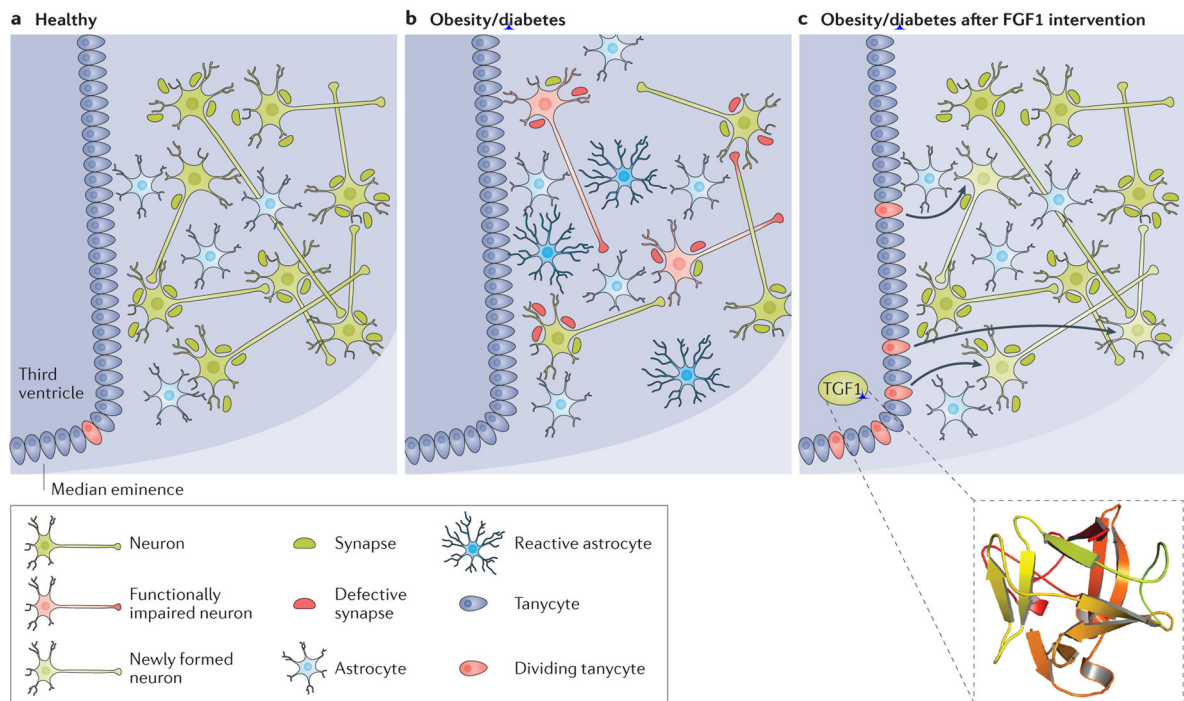 a Healthy
b Obesity/diabetes
c Obesity/diabetes after FGF1 intervention
Third
ventricle
TGF1
Median eminence
Neuron
Synapse
Reactive astrocyte
Functionally
impaired neuron
Defective
synapse
Tanycyte
Newly formed
neuron
Astrocyte
Dividing tanycyte